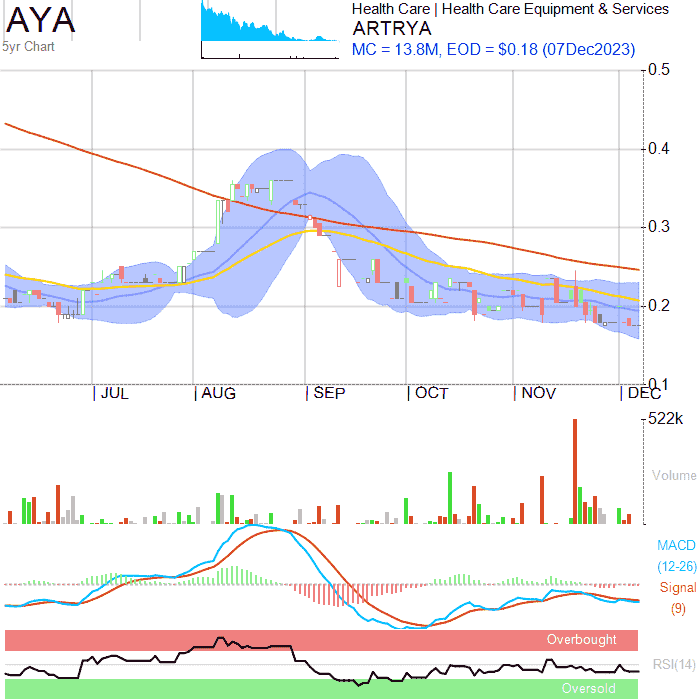 AYA
5yr Chart
Health Care | Health Care Equipment & Services
ARTRYA
MC = 13.8M, EOD = $0.18 (07Dec2023)
0.5
0.4
0.3
0.2
0.1
JUL AUG SEP OCT NOV DEC
522k
Volume
MACD
(12-26)
Signal
(9)
Overbought
RSI(14)
Oversold